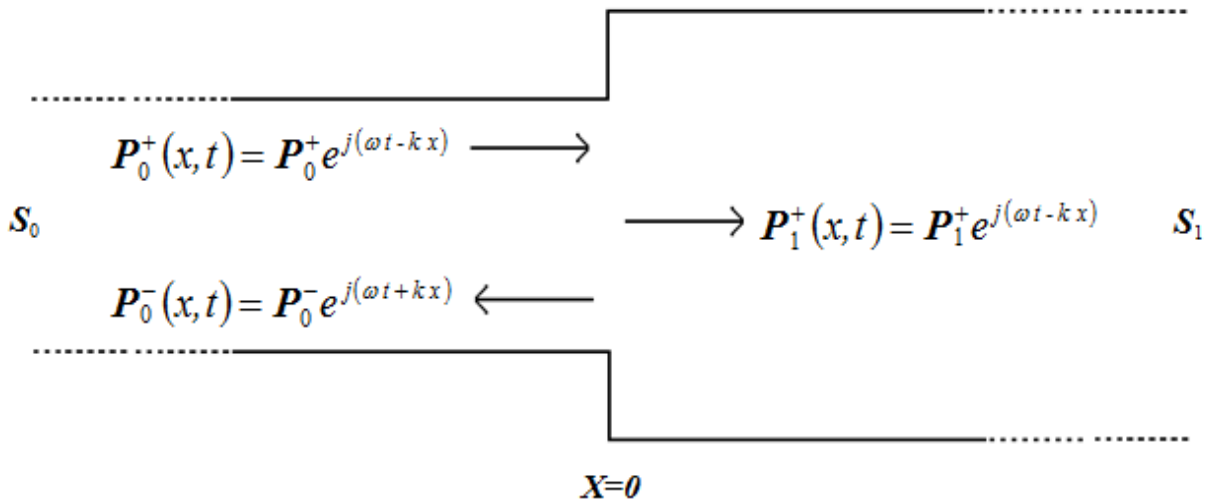 P₀⁺(x,t) = P₀⁺e^{j(ωt-kx)}
S₀
P₁⁺(x,t) = P₁⁺e^{j(ωt-kx)}
S₁
P₀⁻(x,t) = P₀⁻e^{j(ωt+kx)}
X=0